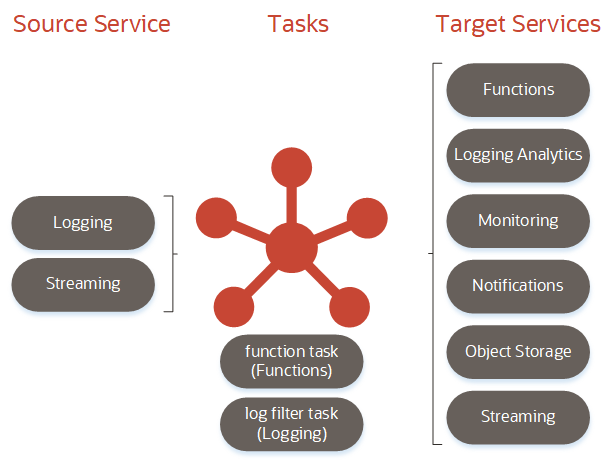 Source Service
Tasks
Target Services
Logging
Streaming
function task
(Functions)
log filter task
(Logging)
Functions
Logging Analytics
Monitoring
Notifications
Object Storage
Streaming